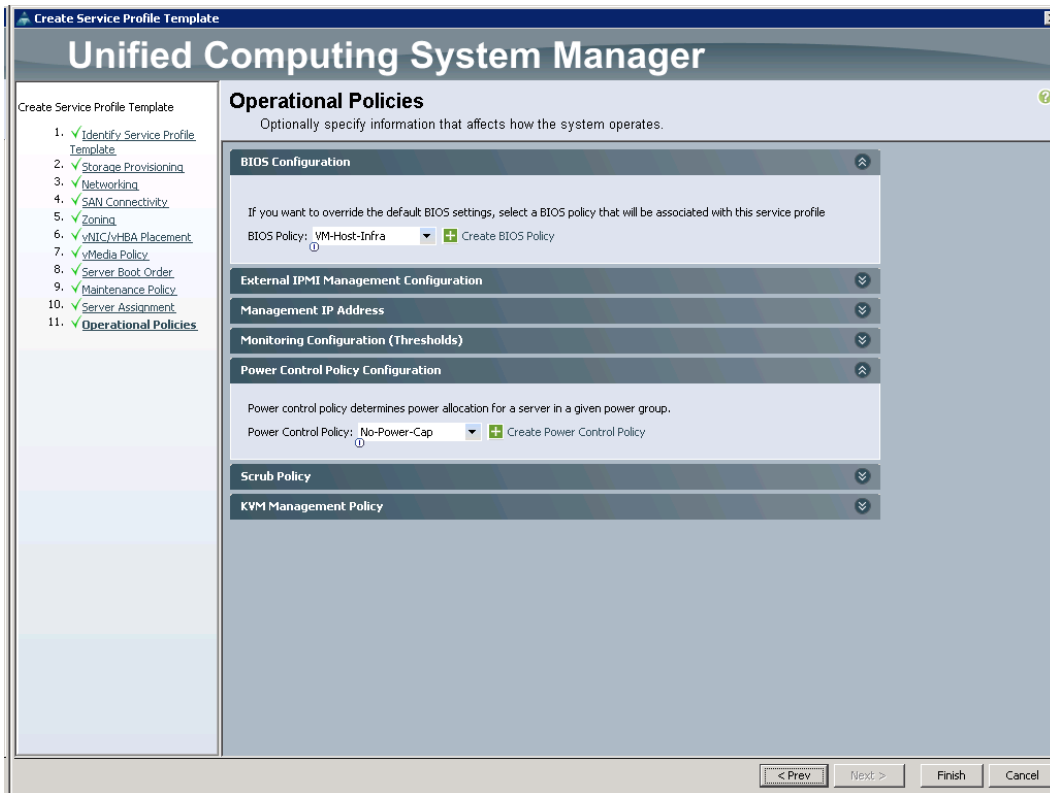 Create Service Profile Template
Unified Computing System Manager
Create Service Profile Template
1. Identify Service Profile
Template
2. Storage Provisioning
3. Networking
4. SAN Connectivity
5. Zoning
6. vNIC/vHBA Placement
7. vMedia Policy
8. Server Boot Order
9. Maintenance Policy
10. Server Assignment
11. Operational Policies
Operational Policies
Optionally specify information that affects how the system operates.
BIOS Configuration
If you want to override the default BIOS settings, select a BIOS policy that will be associated with this service profile
BIOS Policy: VM-Host-Infra Create BIOS Policy
External IPMI Management Configuration
Management IP Address
Monitoring Configuration (Thresholds)
Power Control Policy Configuration
Power control policy determines power allocation for a server in a given power group.
Power Control Policy: No-Power-Cap Create Power Control Policy
Scrub Policy
KVM Management Policy
< Prev Next > Finish Cancel